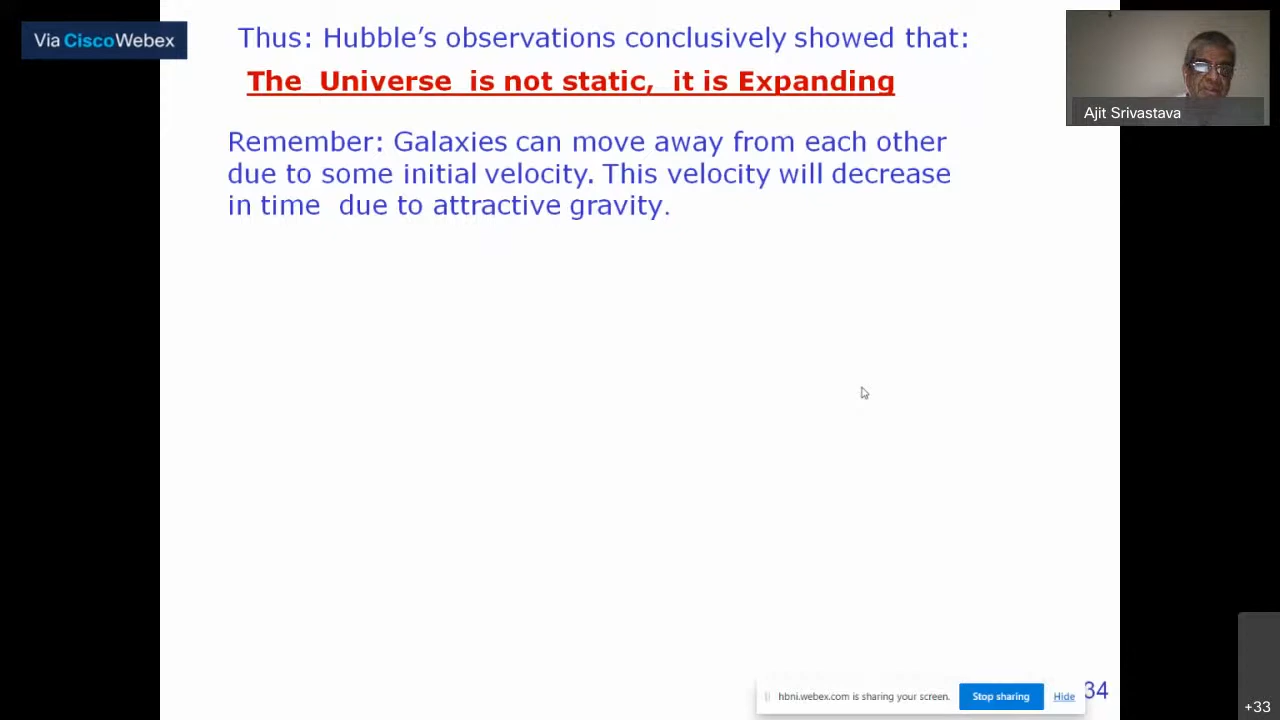 Via CiscoWebex
Thus: Hubble's observations conclusively showed that:
The Universe is not static, it is Expanding
Remember: Galaxies can move away from each other
due to some initial velocity. This velocity will decrease
in time due to attractive gravity.
Ajit Srivastava
hbni.webex.com is sharing your screen.
Stop sharing
Hide
34
+33